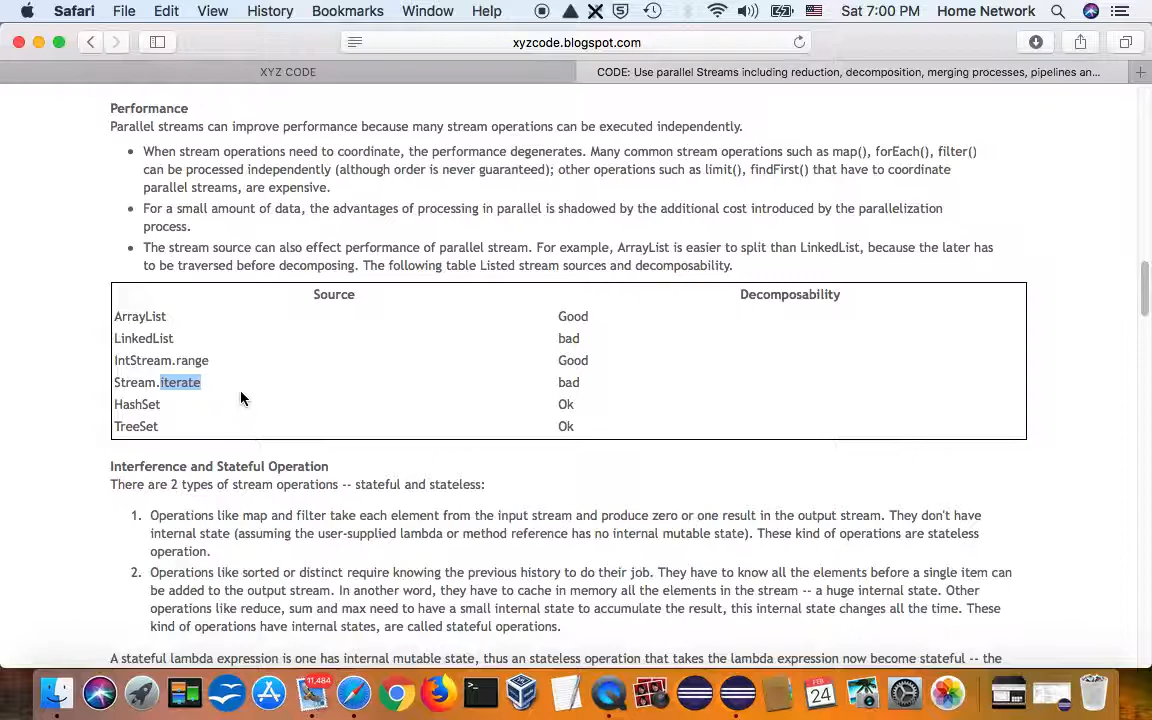 Safari File Edit View History Bookmarks Window Help Sat 7:00 PM Home Network
xyzcode.blogspot.com
XYZ CODE
CODE: Use parallel Streams including reduction, decomposition, merging processes, pipelines an...
Performance
Parallel streams can improve performance because many stream operations can be executed independently.
• When stream operations need to coordinate, the performance degenerates. Many common stream operations such as map(), forEach(), filter()
can be processed independently (although order is never guaranteed); other operations such as limit(), findFirst() that have to coordinate
parallel streams, are expensive.
• For a small amount of data, the advantages of processing in parallel is shadowed by the additional cost introduced by the parallelization
process.
• The stream source can also effect performance of parallel stream. For example, ArrayList is easier to split than LinkedList, because the later has
to be traversed before decomposing. The following table Listed stream sources and decomposability.
Source Decomposability
ArrayList Good
LinkedList bad
IntStream.range Good
Stream.iterate bad
HashSet Ok
TreeSet Ok
Interference and Stateful Operation
There are 2 types of stream operations -- stateful and stateless:
1. Operations like map and filter take each element from the input stream and produce zero or one result in the output stream. They don't have
internal state (assuming the user-supplied lambda or method reference has no internal mutable state). These kind of operations are stateless
operation.
2. Operations like sorted or distinct require knowing the previous history to do their job. They have to know all the elements before a single item can
be added to the output stream. In another word, they have to cache in memory all the elements in the stream -- a huge internal state. Other
operations like reduce, sum and max need to have a small internal state to accumulate the result, this internal state changes all the time. These
kind of operations have internal states, are called stateful operations.
A stateful lambda expression is one has internal mutable state, thus an stateless operation that takes the lambda expression now become stateful -- the
11,484
FEB
24